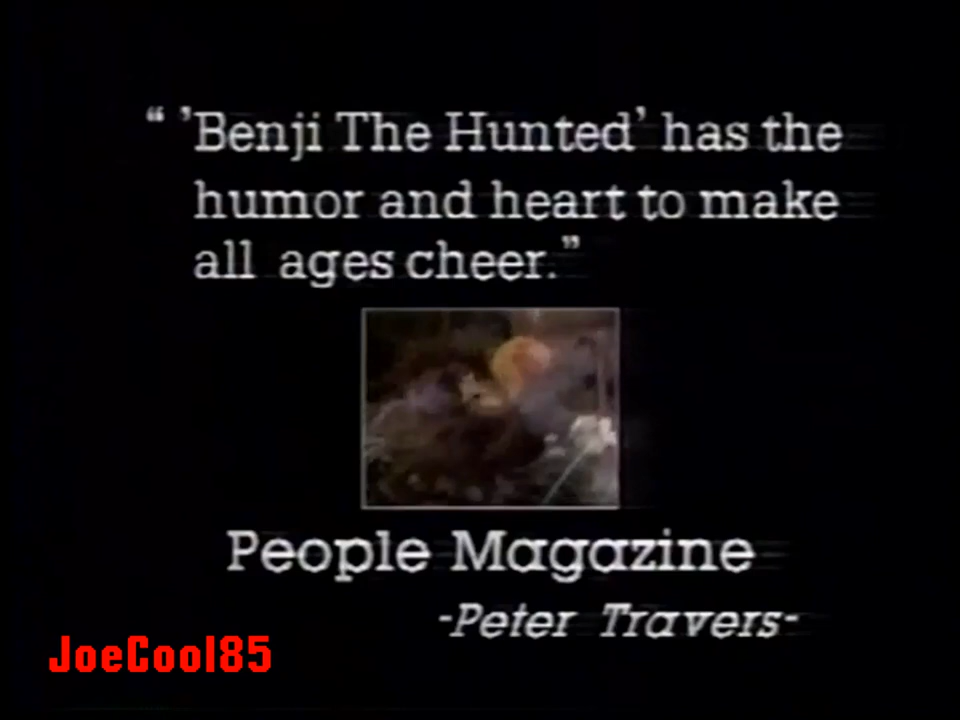 “ ’Benji The Hunted’ has the
humor and heart to make
all ages cheer.”
People Magazine
-Peter Travers-
JoeCool85